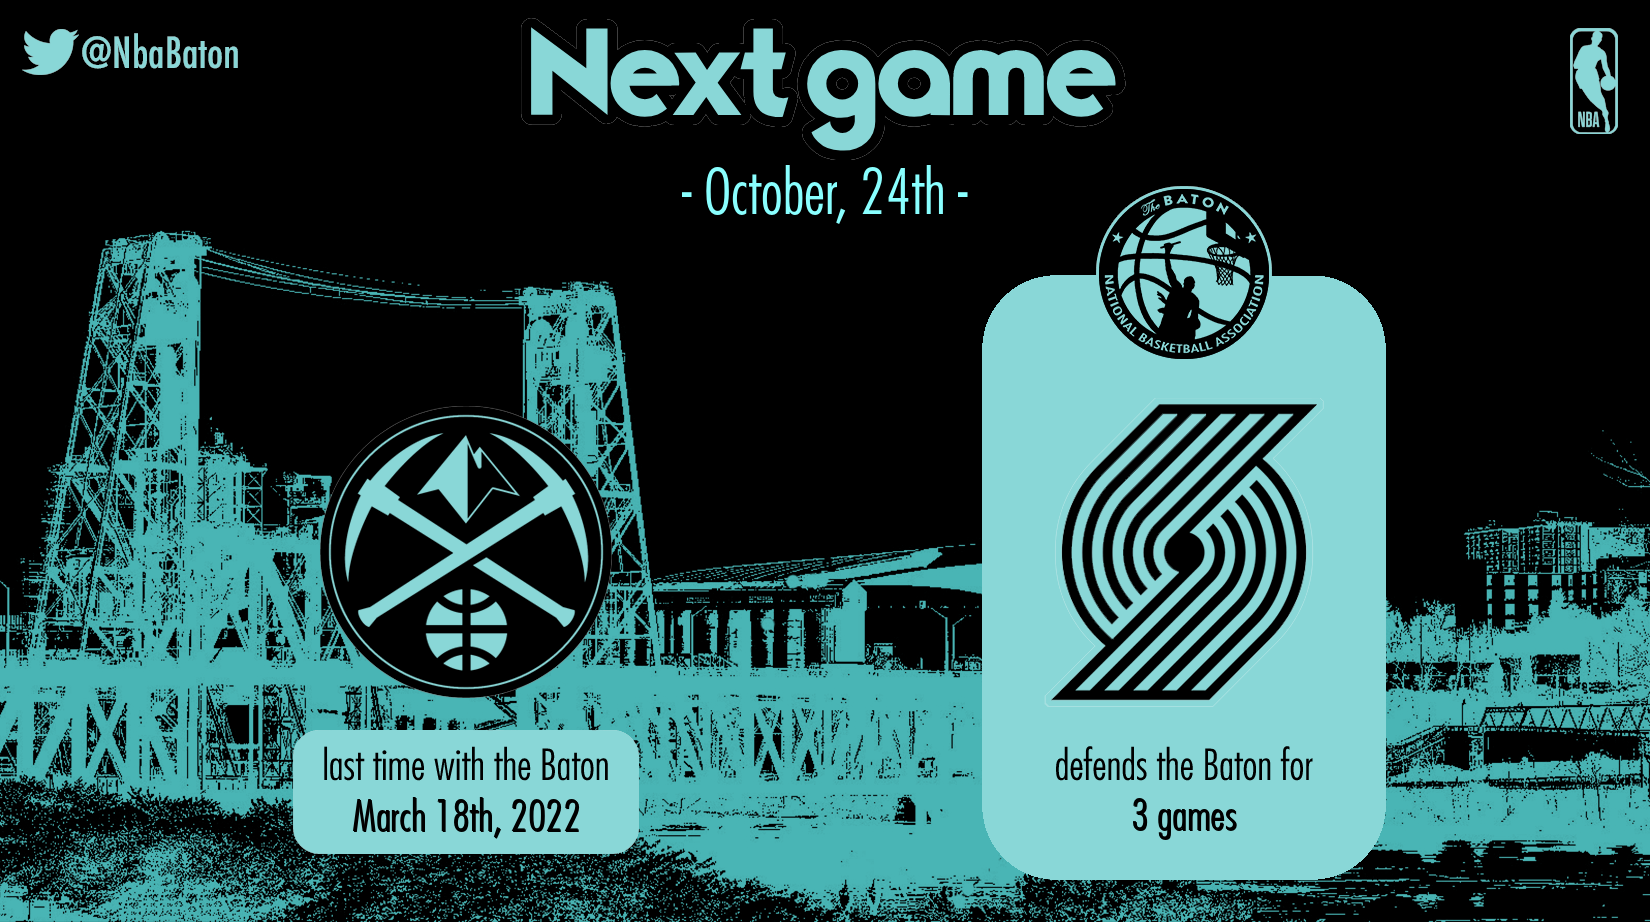 @NbaBaton
Next game
NBA
- October, 24th -
The BATON
NATIONAL BASKETBALL ASSOCIATION
last time with the Baton
March 18th, 2022
defends the Baton for
3 games